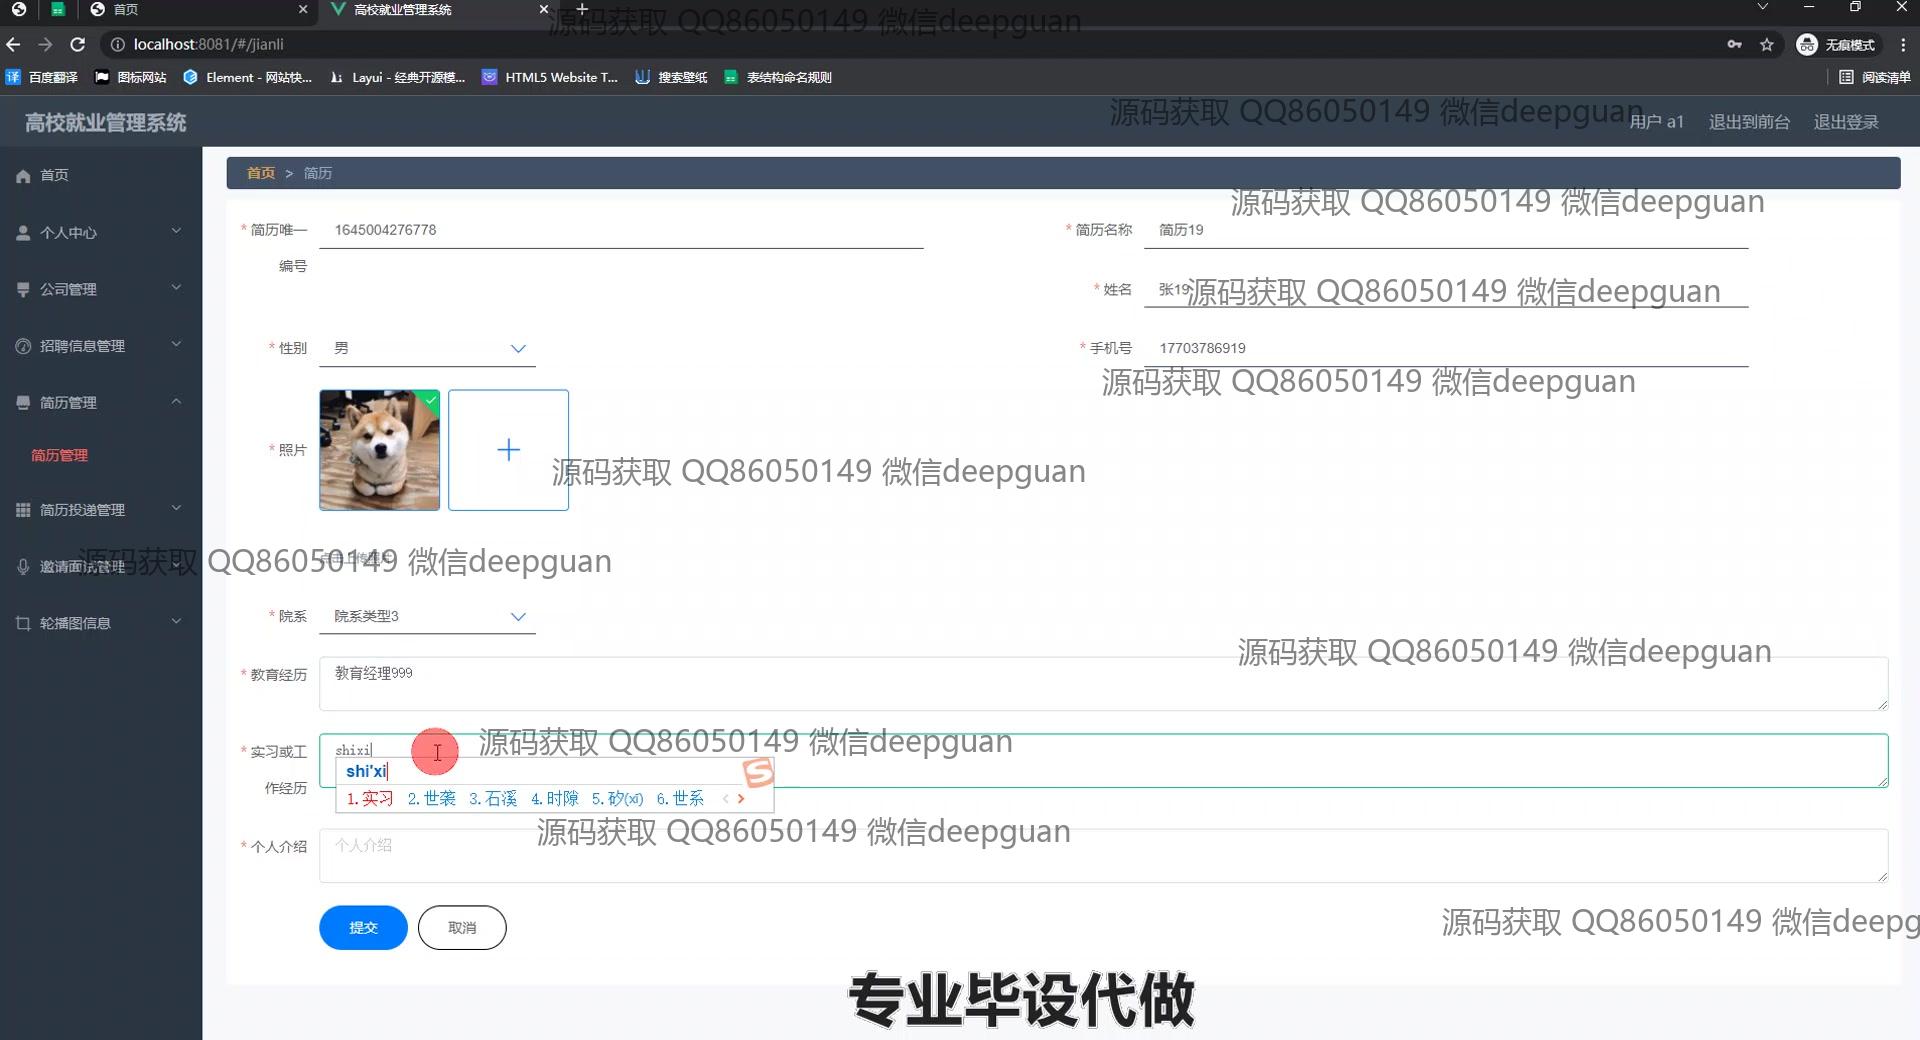 首页
高校就业管理系统
源码获取 QQ86050149 微信deepguan
localhost:8081/#/jianli
无痕模式
百度翻译
图标网站
Element - 网站快...
Layui - 经典开源模...
HTML5 Website T...
搜索壁纸
表结构命名规则
阅读清单
高校就业管理系统
源码获取 QQ86050149 微信deepguan
用户 a1
退出到前台
退出登录
首页
个人中心
公司管理
招聘信息管理
简历管理
简历管理
简历投递管理
邀请面试管理
轮播图信息
首页 > 简历
源码获取 QQ86050149 微信deepguan
* 简历唯一编号
1645004276778
* 简历名称
简历19
* 姓名
张19
源码获取 QQ86050149 微信deepguan
* 性别
男
* 手机号
17703786919
源码获取 QQ86050149 微信deepguan
* 照片
源码获取 QQ86050149 微信deepguan
点击上传照片
源码获取 QQ86050149 微信deepguan
* 院系
院系类型3
源码获取 QQ86050149 微信deepguan
* 教育经历
教育经理999
* 实习或工作经历
shixi
源码获取 QQ86050149 微信deepguan
shi'xi
1.实习 2.世袭 3.石溪 4.时隙 5.矽(xī) 6.世系
源码获取 QQ86050149 微信deepguan
* 个人介绍
个人介绍
提交
取消
源码获取 QQ86050149 微信deepg
专业毕设代做